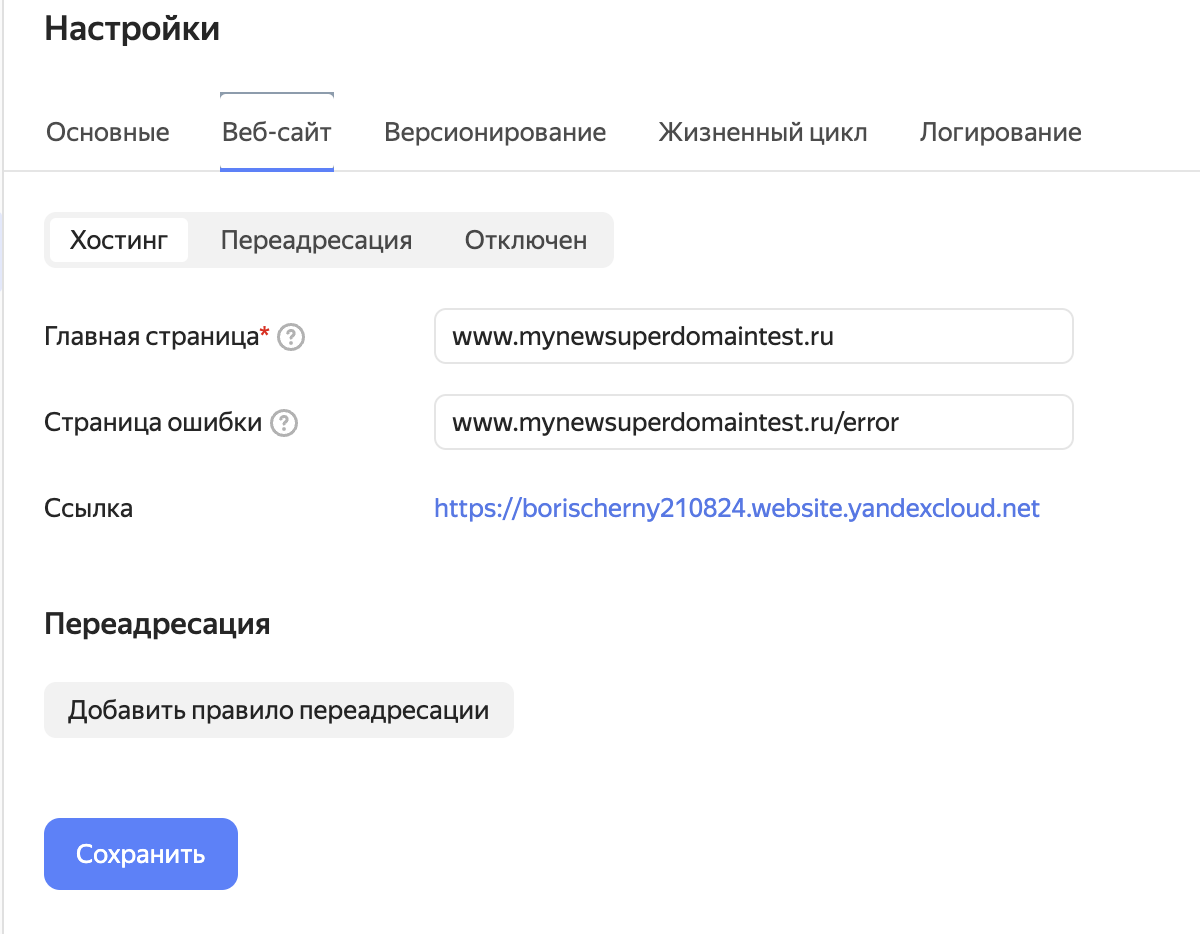 Настройки
Основные Веб-сайт Версионирование Жизненный цикл Логирование
Хостинг Переадресация Отключен
Главная страница* ? www.mynewsuperdomaintest.ru
Страница ошибки ? www.mynewsuperdomaintest.ru/error
Ссылка https://borischerny210824.website.yandexcloud.net
Переадресация
Добавить правило переадресации
Сохранить